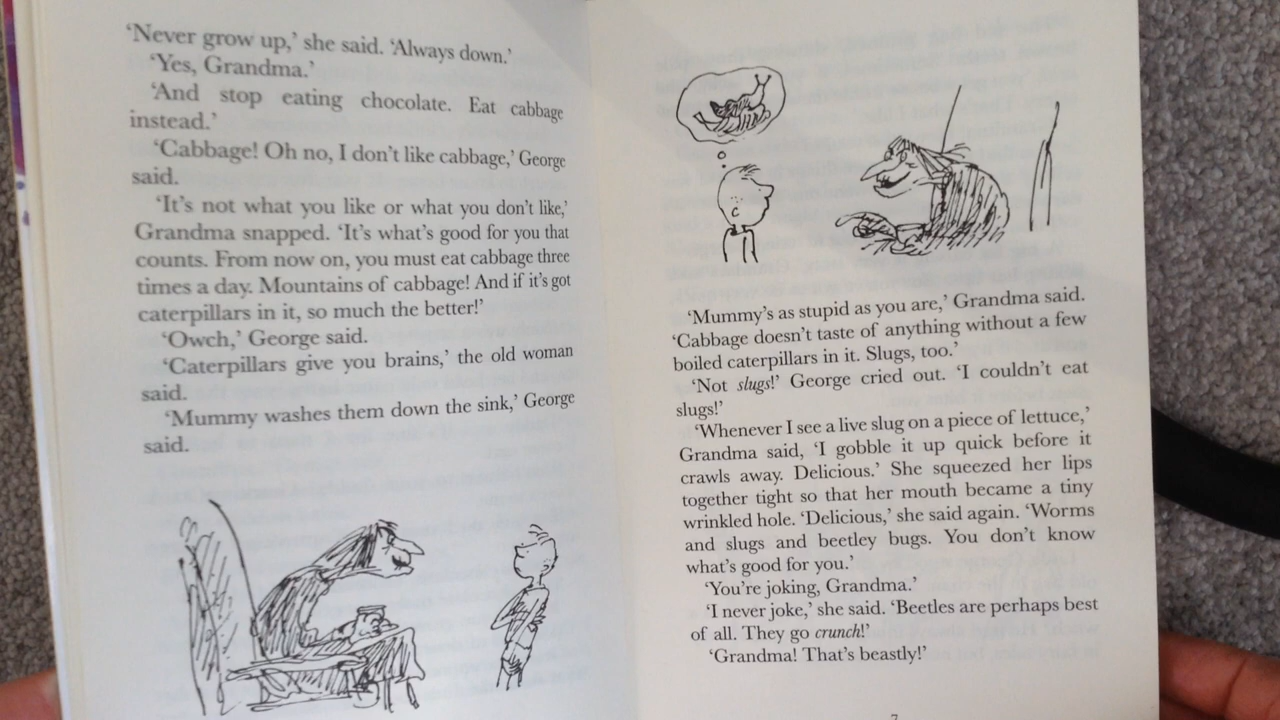 ‘Never grow up,’ she said. ‘Always down.’
‘Yes, Grandma.’
‘And stop eating chocolate. Eat cabbage
instead.’
‘Cabbage! Oh no, I don’t like cabbage,’ George
said.
‘It’s not what you like or what you don’t like,’
Grandma snapped. ‘It’s what’s good for you that
counts. From now on, you must eat cabbage three
times a day. Mountains of cabbage! And if it’s got
caterpillars in it, so much the better!’
‘Owch,’ George said.
‘Caterpillars give you brains,’ the old woman
said.
‘Mummy washes them down the sink,’ George
said.
‘Mummy’s as stupid as you are,’ Grandma said.
‘Cabbage doesn’t taste of anything without a few
boiled caterpillars in it. Slugs, too.’
‘Not slugs!’ George cried out. ‘I couldn’t eat
slugs!’
‘Whenever I see a live slug on a piece of lettuce,’
Grandma said, ‘I gobble it up quick before it
crawls away. Delicious.’ She squeezed her lips
together tight so that her mouth became a tiny
wrinkled hole. ‘Delicious,’ she said again. ‘Worms
and slugs and beetley bugs. You don’t know
what’s good for you.’
‘You’re joking, Grandma.’
‘I never joke,’ she said. ‘Beetles are perhaps best
of all. They go crunch!’
‘Grandma! That’s beastly!’